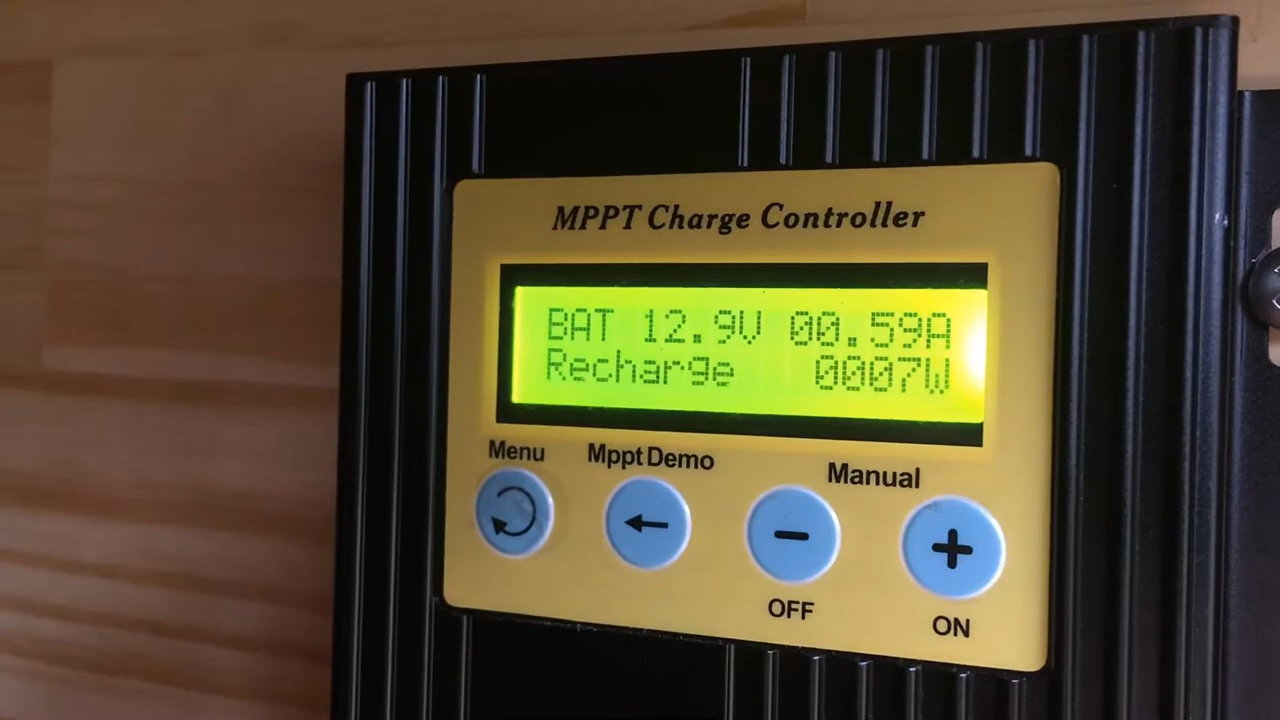 MPPT Charge Controller
BAT 12.9V 00.59A
Recharge 0007W
Menu Mppt Demo Manual
OFF ON